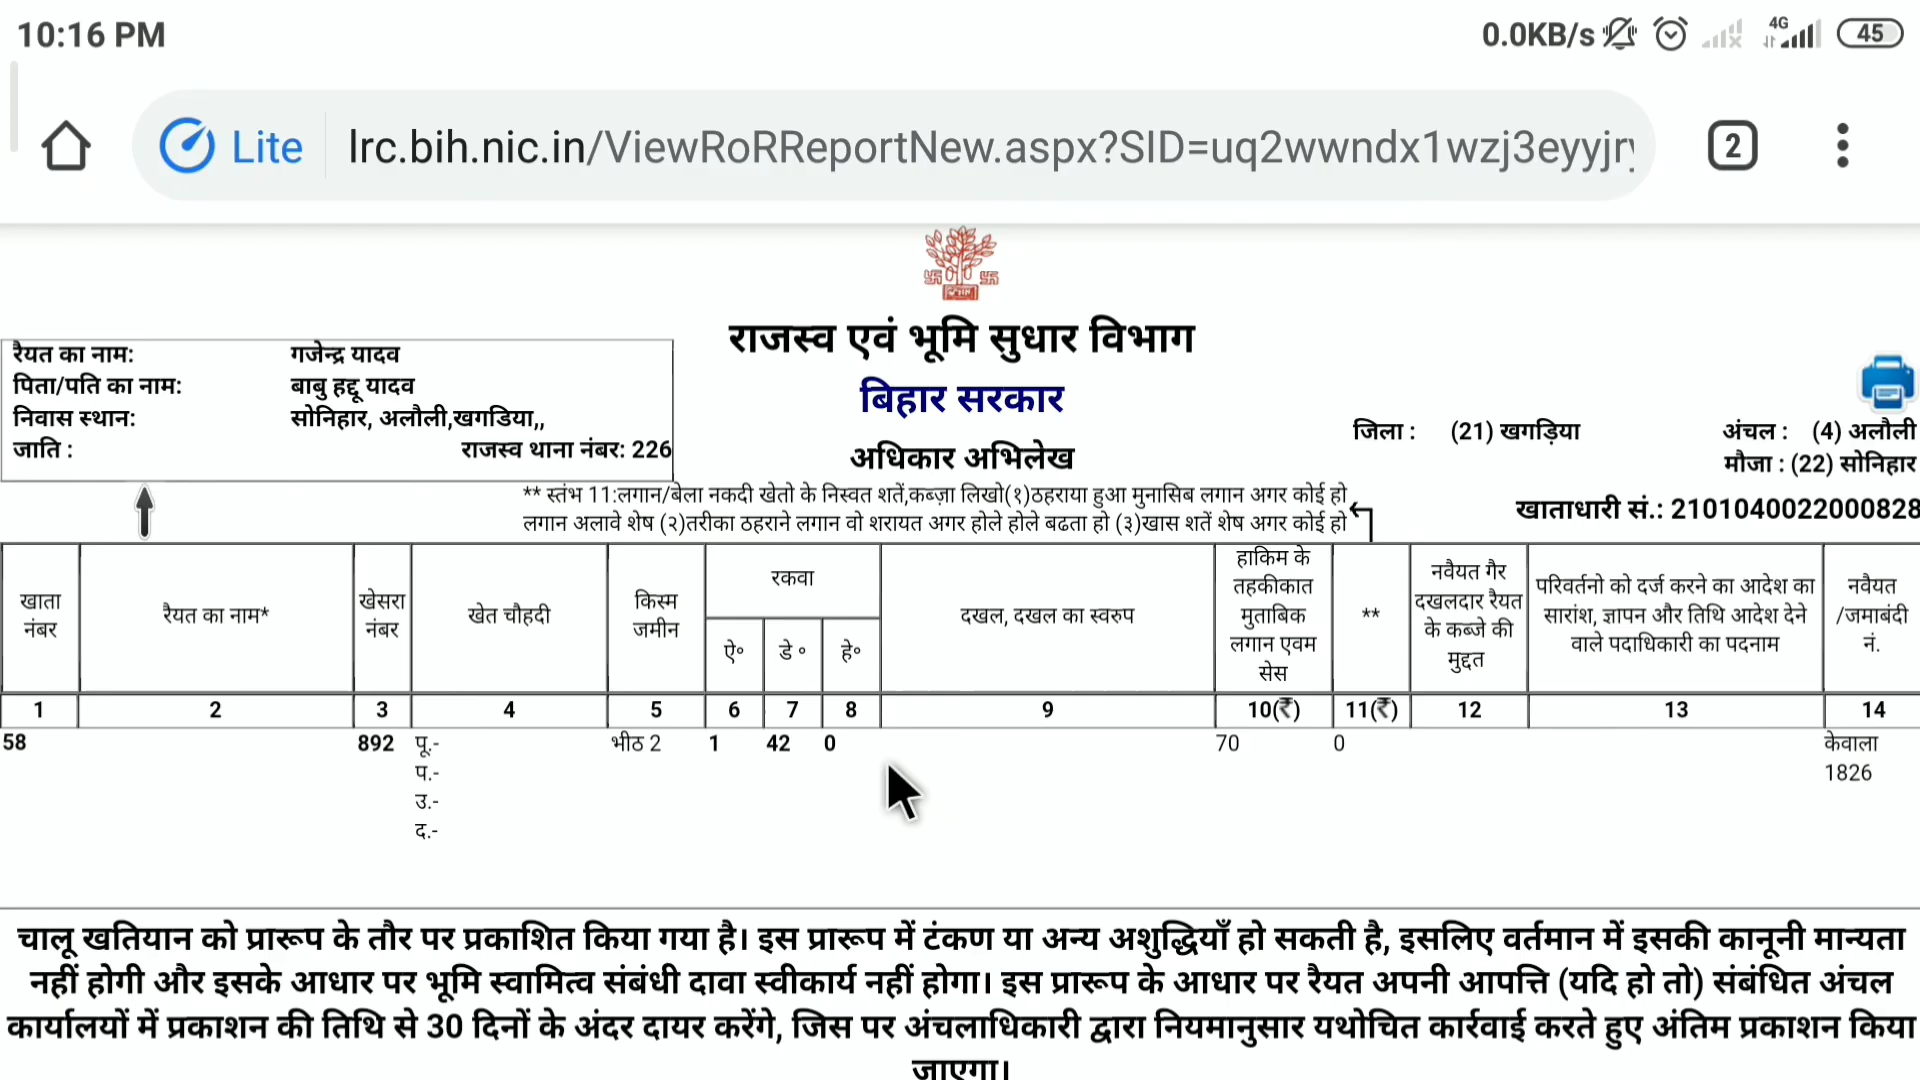 10:16 PM
0.0KB/s
4G
45
Lite
lrc.bih.nic.in/ViewRoRReportNew.aspx?SID=uq2wwndx1wzj3eyyjry
2
राजस्व एवं भूमि सुधार विभाग
बिहार सरकार
अधिकार अभिलेख
रैयत का नाम: गजेन्द्र यादव
पिता/पति का नाम: बाबु हद्दू यादव
निवास स्थान: सोनिहार, अलौली,खगडिया,,
जाति : राजस्व थाना नंबर: 226
जिला : (21) खगड़िया
अंचल : (4) अलौली
मौजा : (22) सोनिहार
** स्तंभ 11:लगान/बेला नकदी खेतो के निस्वत शतें,कब्ज़ा लिखो(१)ठहराया हुआ मुनासिब लगान अगर कोई हो
लगान अलावे शेष (२)तरीका ठहराने लगान वो शरायत अगर होले होले बढता हो (३)खास शतें शेष अगर कोई हो
खाताधारी सं.: 2101040022000828
खाता
नंबर
रैयत का नाम*
खेसरा
नंबर
खेत चौहदी
किस्म
जमीन
रकवा
ऐ०
डे ०
हे०
दखल, दखल का स्वरुप
हाकिम के
तहकीकात
मुताबिक
लगान एवम
सेस
**
नवैयत गैर
दखलदार रैयत
के कब्जे की
मुद्दत
परिवर्तनो को दर्ज करने का आदेश का
सारांश, ज्ञापन और तिथि आदेश देने
वाले पदाधिकारी का पदनाम
नवैयत
/जमाबंदी
नं.
1 2 3 4 5 6 7 8 9 10(₹) 11(₹) 12 13 14
58 892 पू.- भीठ 2 1 42 0 70 0 केवाला
प.- 1826
उ.-
द.-
चालू खतियान को प्रारूप के तौर पर प्रकाशित किया गया है। इस प्रारूप में टंकण या अन्य अशुद्धियाँ हो सकती है, इसलिए वर्तमान में इसकी कानूनी मान्यता
नहीं होगी और इसके आधार पर भूमि स्वामित्व संबंधी दावा स्वीकार्य नहीं होगा। इस प्रारूप के आधार पर रैयत अपनी आपत्ति (यदि हो तो) संबंधित अंचल
कार्यालयों में प्रकाशन की तिथि से 30 दिनों के अंदर दायर करेंगे, जिस पर अंचलाधिकारी द्वारा नियमानुसार यथोचित कार्रवाई करते हुए अंतिम प्रकाशन किया
जाएगा।